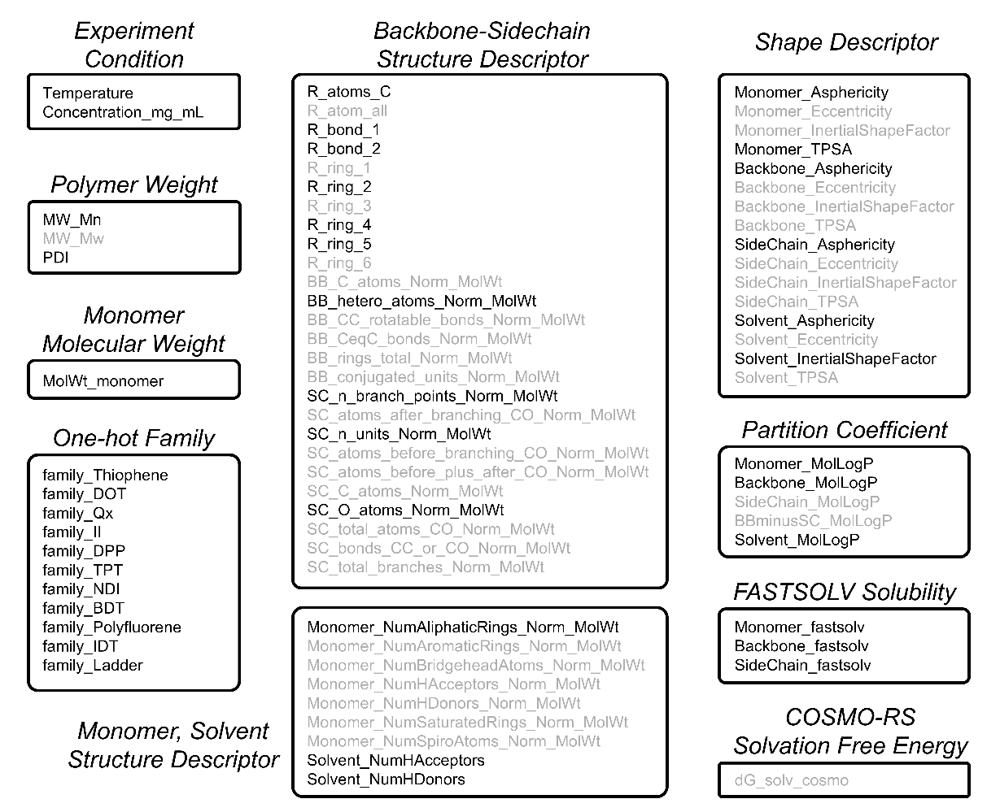 Experiment
Condition
Temperature
Concentration_mg_mL
Polymer Weight
MW_Mn
MW_Mw
PDI
Monomer
Molecular Weight
MolWt_monomer
One-hot Family
family_Thiophene
family_DOT
family_Qx
family_II
family_DPP
family_TPT
family_NDI
family_BDT
family_Polyfluorene
family_IDT
family_Ladder
Backbone-Sidechain
Structure Descriptor
R_atoms_C
R_atom_all
R_bond_1
R_bond_2
R_ring_1
R_ring_2
R_ring_3
R_ring_4
R_ring_5
R_ring_6
BB_C_atoms_Norm_MolWt
BB_hetero_atoms_Norm_MolWt
BB_CC_rotatable_bonds_Norm_MolWt
BB_CeqC_bonds_Norm_MolWt
BB_rings_total_Norm_MolWt
BB_conjugated_units_Norm_MolWt
SC_n_branch_points_Norm_MolWt
SC_atoms_after_branching_CO_Norm_MolWt
SC_n_units_Norm_MolWt
SC_atoms_before_branching_CO_Norm_MolWt
SC_atoms_before_plus_after_CO_Norm_MolWt
SC_C_atoms_Norm_MolWt
SC_O_atoms_Norm_MolWt
SC_total_atoms_CO_Norm_MolWt
SC_bonds_CC_or_CO_Norm_MolWt
SC_total_branches_Norm_MolWt
Monomer, Solvent
Structure Descriptor
Monomer_NumAliphaticRings_Norm_MolWt
Monomer_NumAromaticRings_Norm_MolWt
Monomer_NumBridgeheadAtoms_Norm_MolWt
Monomer_NumHAcceptors_Norm_MolWt
Monomer_NumHDonors_Norm_MolWt
Monomer_NumSaturatedRings_Norm_MolWt
Monomer_NumSpiroAtoms_Norm_MolWt
Solvent_NumHAcceptors
Solvent_NumHDonors
Shape Descriptor
Monomer_Asphericity
Monomer_Eccentricity
Monomer_InertialShapeFactor
Monomer_TPSA
Backbone_Asphericity
Backbone_Eccentricity
Backbone_InertialShapeFactor
Backbone_TPSA
SideChain_Asphericity
SideChain_Eccentricity
SideChain_InertialShapeFactor
SideChain_TPSA
Solvent_Asphericity
Solvent_Eccentricity
Solvent_InertialShapeFactor
Solvent_TPSA
Partition Coefficient
Monomer_MolLogP
Backbone_MolLogP
SideChain_MolLogP
BBminusSC_MolLogP
Solvent_MolLogP
FASTSOLV Solubility
Monomer_fastsolv
Backbone_fastsolv
SideChain_fastsolv
COSMO-RS
Solvation Free Energy
dG_solv_cosmo